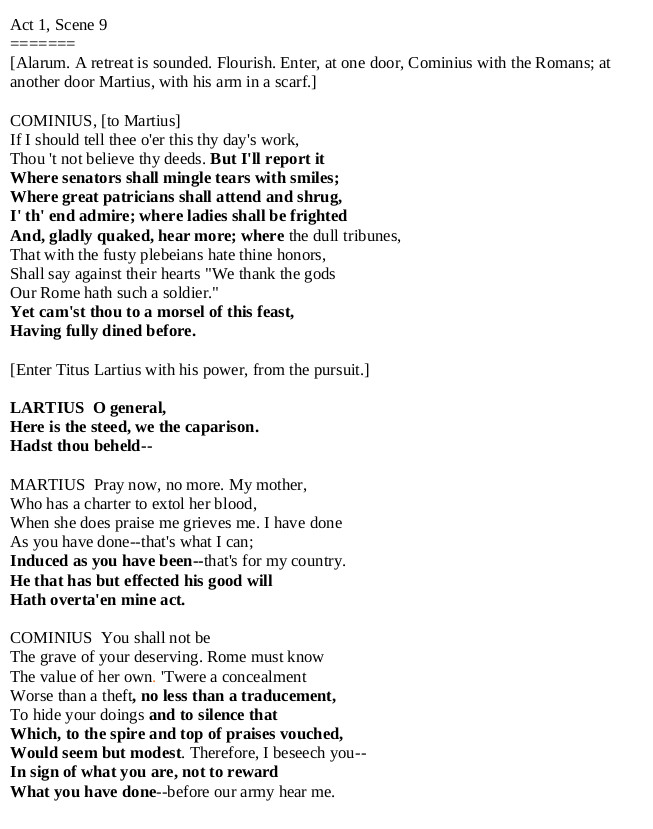 Act 1, Scene 9
=======
[Alarum. A retreat is sounded. Flourish. Enter, at one door, Cominius with the Romans; at
another door Martius, with his arm in a scarf.]
COMINIUS, [to Martius]
If I should tell thee o'er this thy day's work,
Thou 't not believe thy deeds. But I'll report it
Where senators shall mingle tears with smiles;
Where great patricians shall attend and shrug,
I' th' end admire; where ladies shall be frighted
And, gladly quaked, hear more; where the dull tribunes,
That with the fusty plebeians hate thine honors,
Shall say against their hearts "We thank the gods
Our Rome hath such a soldier."
Yet cam'st thou to a morsel of this feast,
Having fully dined before.
[Enter Titus Lartius with his power, from the pursuit.]
LARTIUS  O general,
Here is the steed, we the caparison.
Hadst thou beheld--
MARTIUS  Pray now, no more. My mother,
Who has a charter to extol her blood,
When she does praise me grieves me. I have done
As you have done--that's what I can;
Induced as you have been--that's for my country.
He that has but effected his good will
Hath overta'en mine act.
COMINIUS  You shall not be
The grave of your deserving. Rome must know
The value of her own. 'Twere a concealment
Worse than a theft, no less than a traducement,
To hide your doings and to silence that
Which, to the spire and top of praises vouched,
Would seem but modest. Therefore, I beseech you--
In sign of what you are, not to reward
What you have done--before our army hear me.